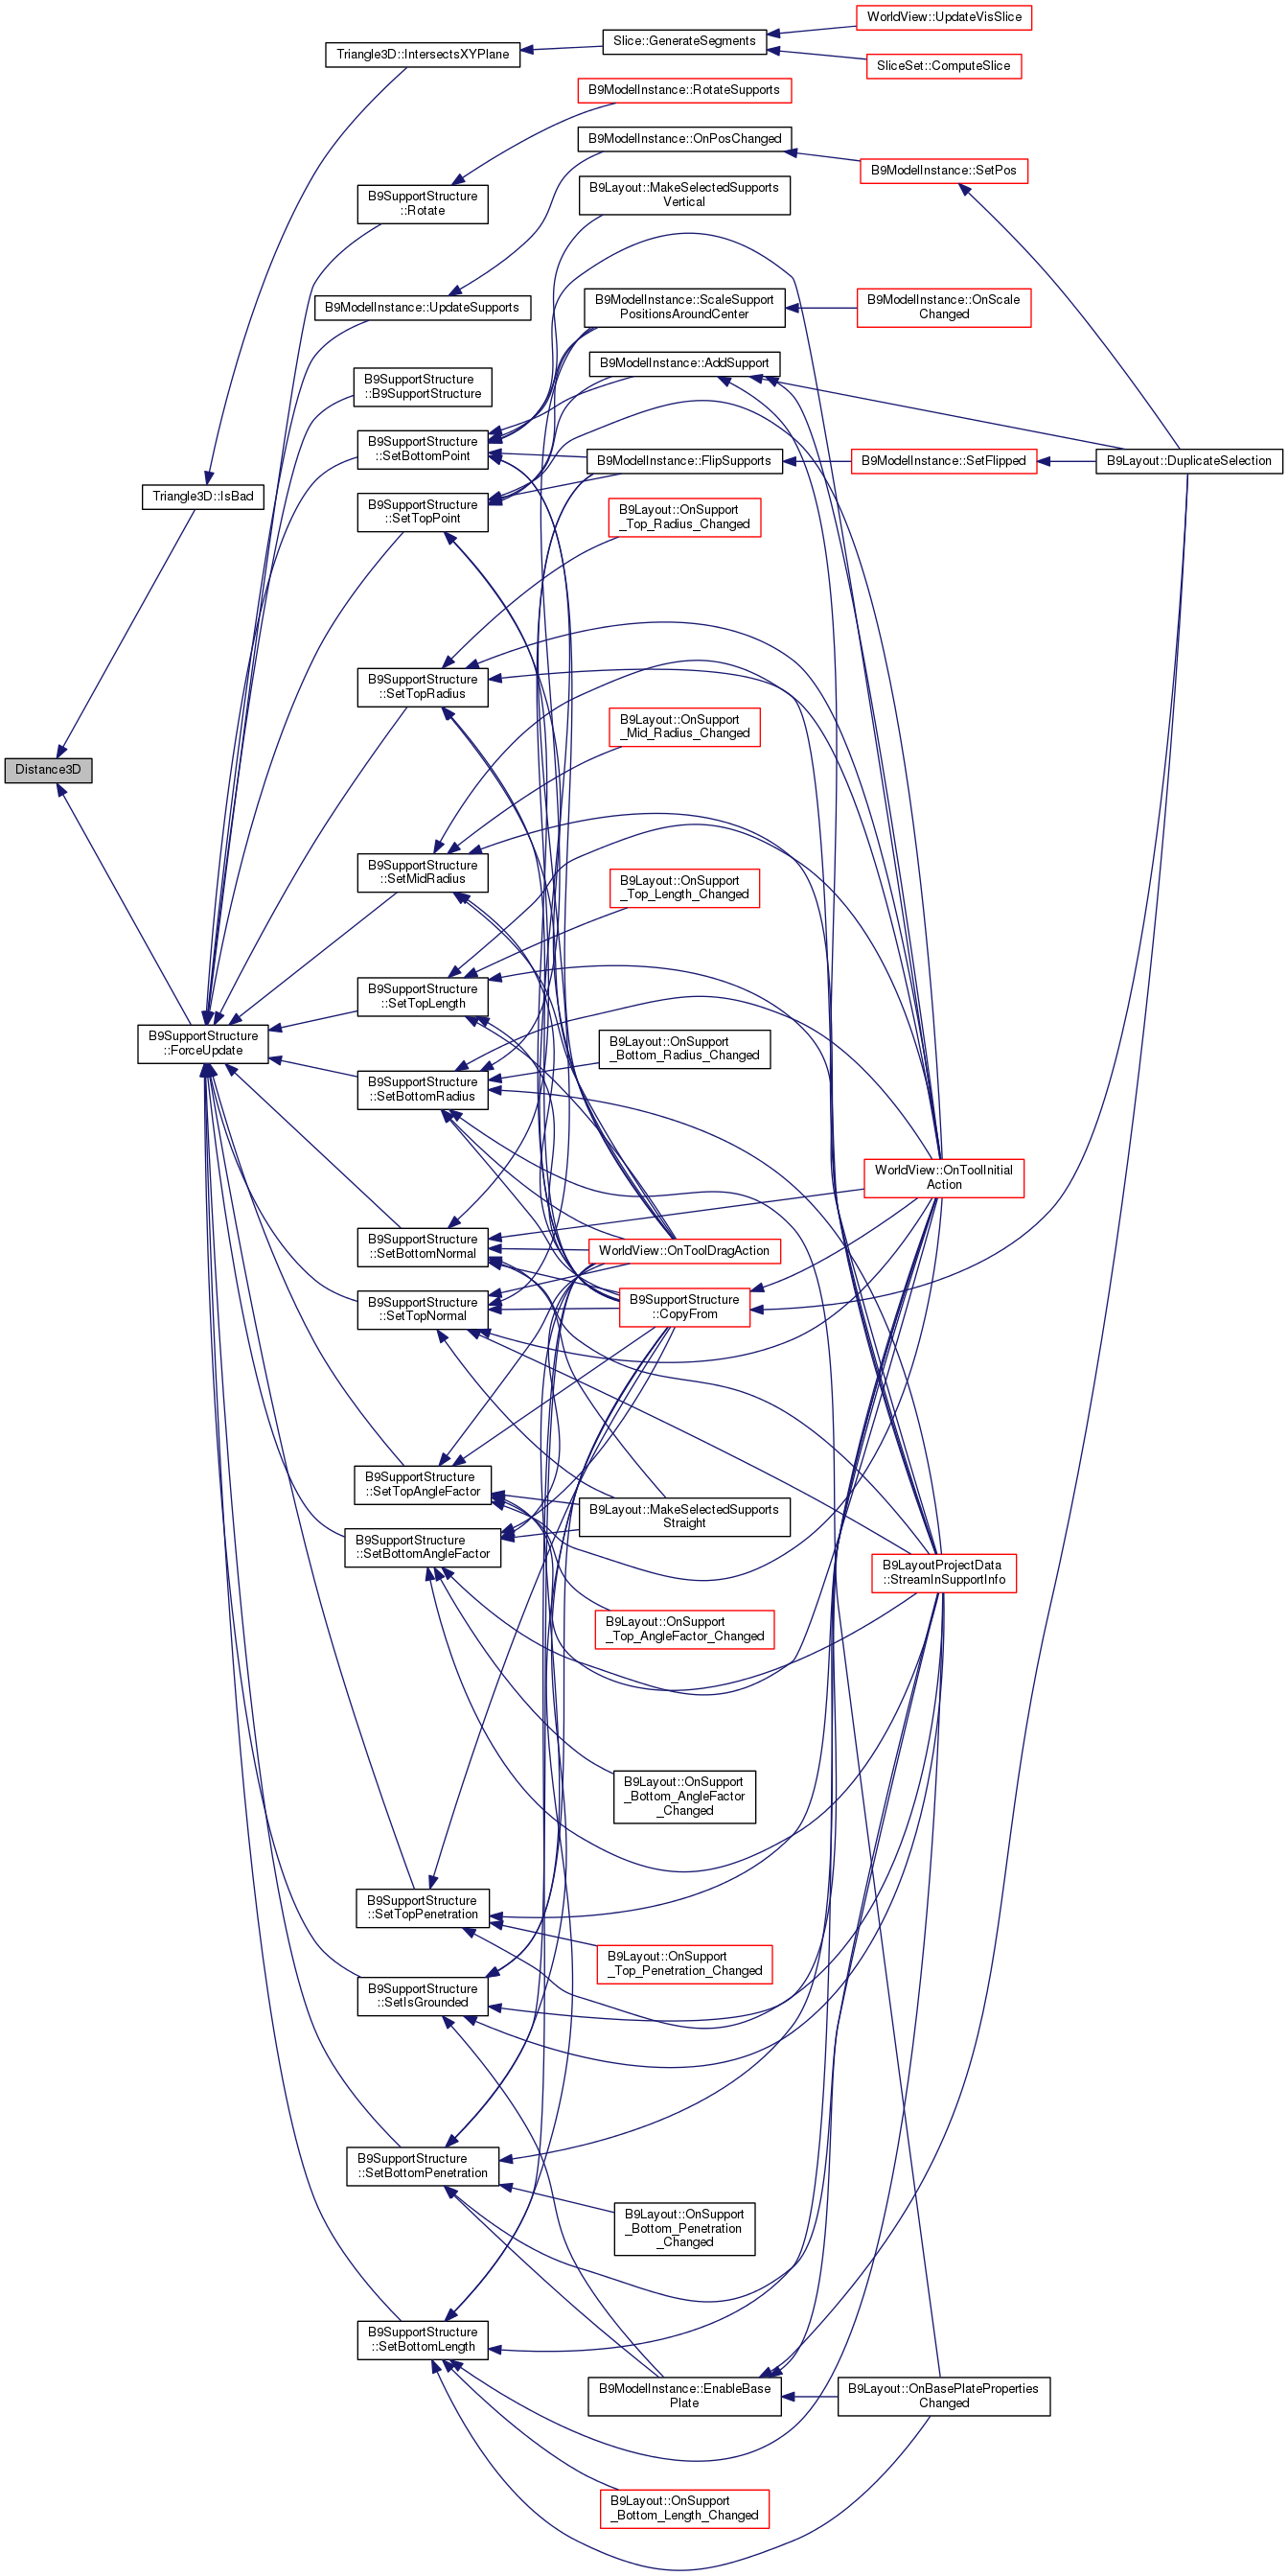 WorldView::UpdateVisSlice
Slice::GenerateSegments
Triangle3D::IntersectsXYPlane
SliceSet::ComputeSlice
B9ModelInstance::RotateSupports
B9ModelInstance::OnPosChanged
B9ModelInstance::SetPos
B9SupportStructure
::Rotate
B9Layout::MakeSelectedSupports
Vertical
B9ModelInstance::UpdateSupports
B9ModelInstance::ScaleSupport
PositionsAroundCenter
B9ModelInstance::OnScale
Changed
B9ModelInstance::AddSupport
B9SupportStructure
::B9SupportStructure
B9SupportStructure
::SetBottomPoint
B9ModelInstance::FlipSupports
B9ModelInstance::SetFlipped
B9Layout::DuplicateSelection
Triangle3D::IsBad
B9SupportStructure
::SetTopPoint
B9Layout::OnSupport
_Top_Radius_Changed
B9SupportStructure
::SetTopRadius
B9Layout::OnSupport
_Mid_Radius_Changed
Distance3D
B9SupportStructure
::SetMidRadius
B9Layout::OnSupport
_Top_Length_Changed
B9SupportStructure
::SetTopLength
B9SupportStructure
::ForceUpdate
B9Layout::OnSupport
_Bottom_Radius_Changed
B9SupportStructure
::SetBottomRadius
WorldView::OnToolInitial
Action
B9SupportStructure
::SetBottomNormal
WorldView::OnToolDragAction
B9SupportStructure
::SetTopNormal
B9SupportStructure
::CopyFrom
B9SupportStructure
::SetTopAngleFactor
B9Layout::MakeSelectedSupports
Straight
B9SupportStructure
::SetBottomAngleFactor
B9LayoutProjectData
::StreamInSupportInfo
B9Layout::OnSupport
_Top_AngleFactor_Changed
B9Layout::OnSupport
_Bottom_AngleFactor
_Changed
B9SupportStructure
::SetTopPenetration
B9Layout::OnSupport
_Top_Penetration_Changed
B9SupportStructure
::SetIsGrounded
B9SupportStructure
::SetBottomPenetration
B9Layout::OnSupport
_Bottom_Penetration
_Changed
B9SupportStructure
::SetBottomLength
B9ModelInstance::EnableBase
Plate
B9Layout::OnBasePlateProperties
Changed
B9Layout::OnSupport
_Bottom_Length_Changed